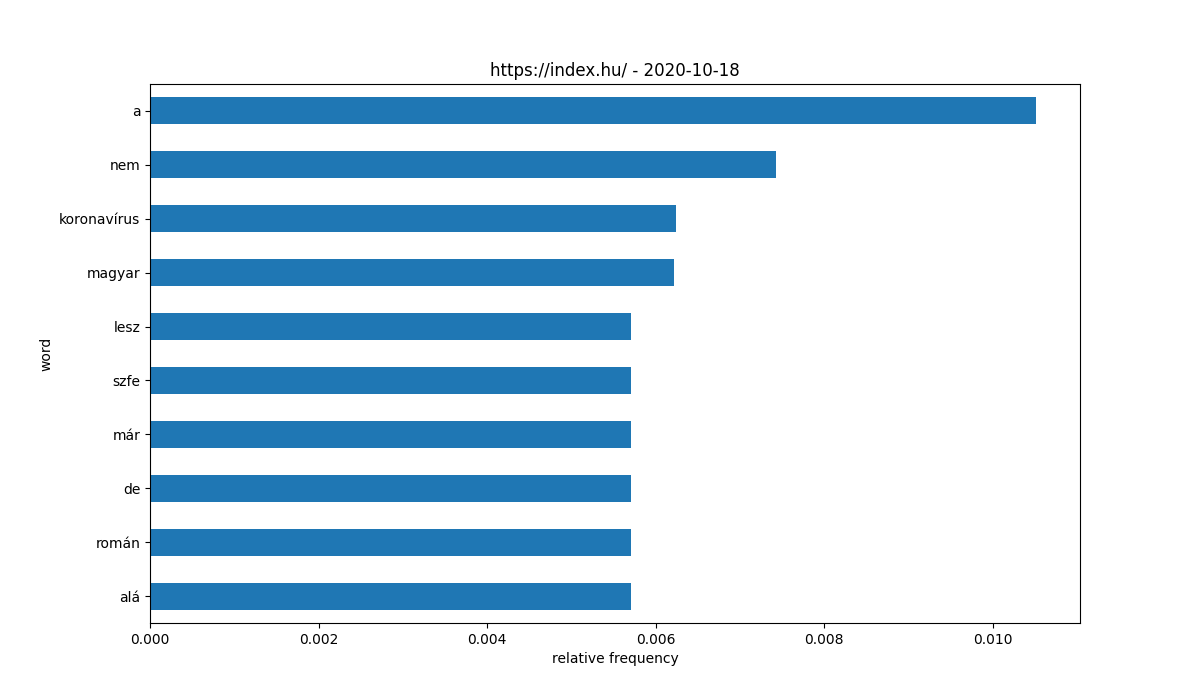 https://index.hu/ - 2020-10-18
a
nem
koronavírus
magyar
lesz
szfe
már
de
román
alá
word
0.000 0.002 0.004 0.006 0.008 0.010
relative frequency